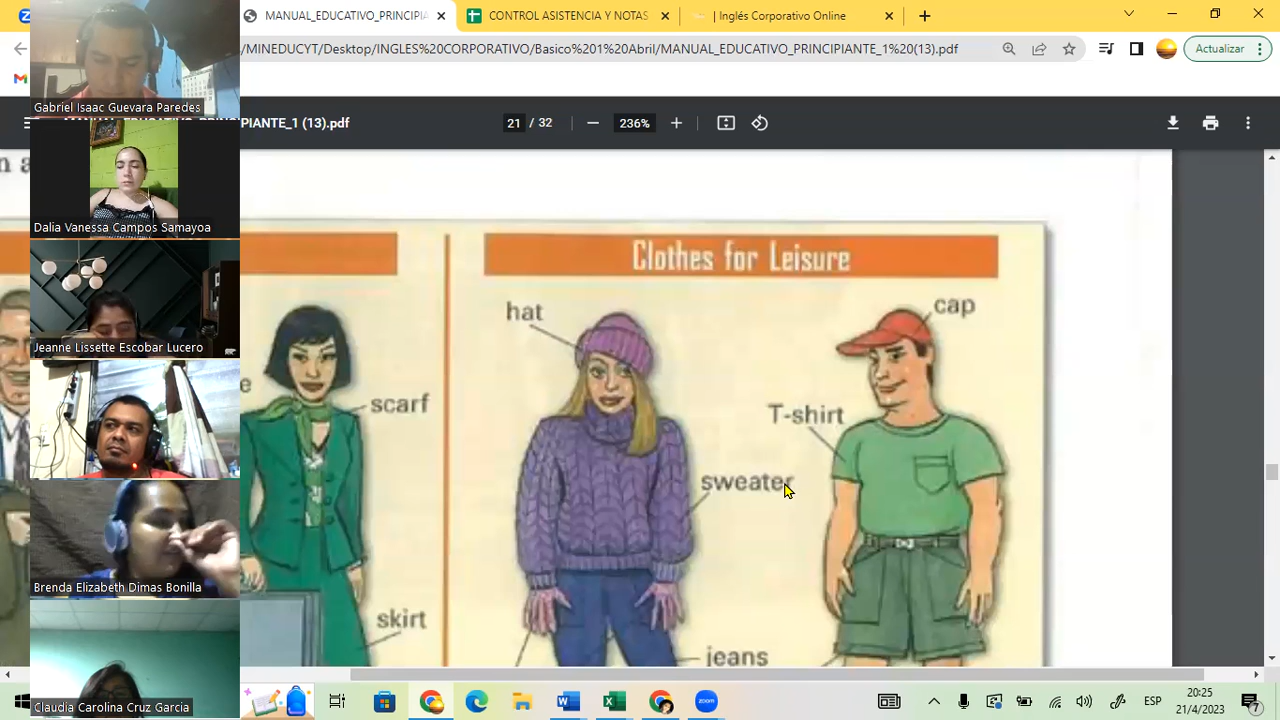 MANUAL_EDUCATIVO_PRINCIPIA
CONTROL ASISTENCIA Y NOTAS
| Inglés Corporativo Online
/MINEDUCYT/Desktop/INGLES%20CORPORATIVO/Basico%201%20Abril/MANUAL_EDUCATIVO_PRINCIPIANTE_1%20(13).pdf
Actualizar
IANTE_1 (13).pdf
21 / 32
236%
Gabriel Isaac Guevara Paredes
Dalia Vanessa Campos Samayoa
Jeanne Lissette Escobar Lucero
Brenda Elizabeth Dimas Bonilla
Claudia Carolina Cruz Garcia
Clothes for Leisure
hat
cap
scarf
T-shirt
sweater
skirt
jeans
ESP
20:25
21/4/2023
7